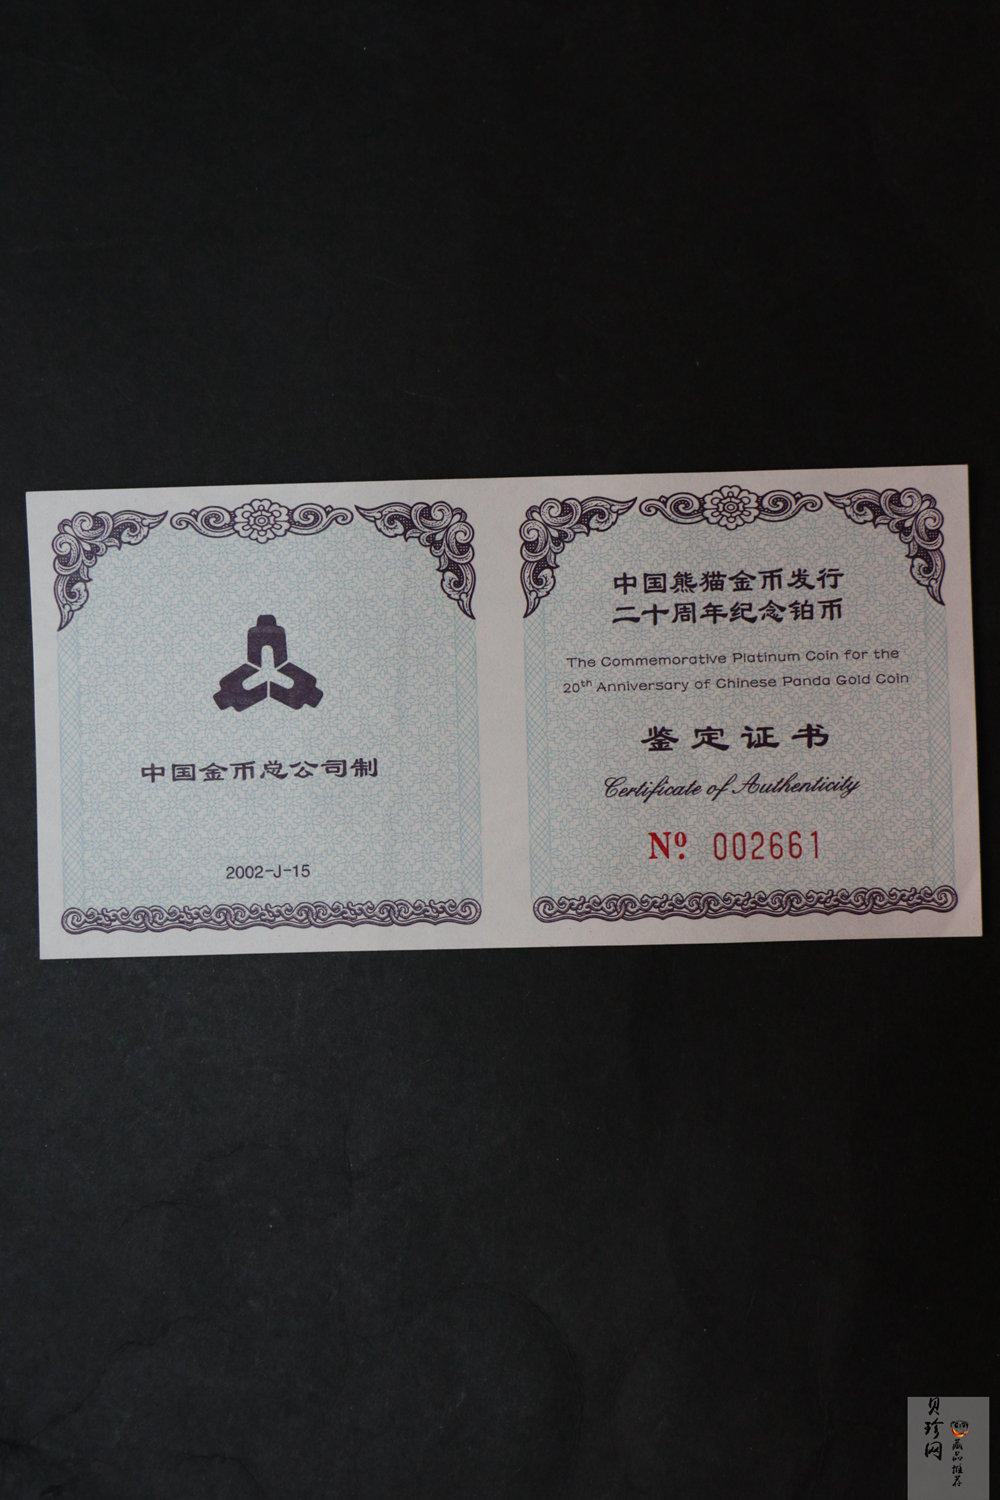 中国金币总公司制
2002-J-15
中国熊猫金币发行
二十周年纪念铂币
The Commemorative Platinum Coin for the
20th Anniversary of Chinese Panda Gold Coin
鉴定证书
Certificate of Authenticity
Nº 002661
贝珍网
藏品推荐